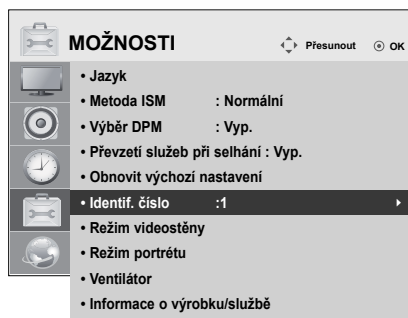 MOŽNOSTI
Přesunout
OK
• Jazyk
• Metoda ISM : Normální
• Výběr DPM : Vyp.
• Převzetí služeb při selhání : Vyp.
• Obnovit výchozí nastavení
• Identif. číslo :1
• Režim videostěny
• Režim portrétu
• Ventilátor
• Informace o výrobku/službě